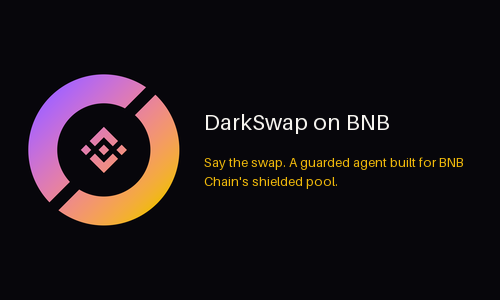 DarkSwap on BNB
Say the swap. A guarded agent built for BNB
Chain's shielded pool.